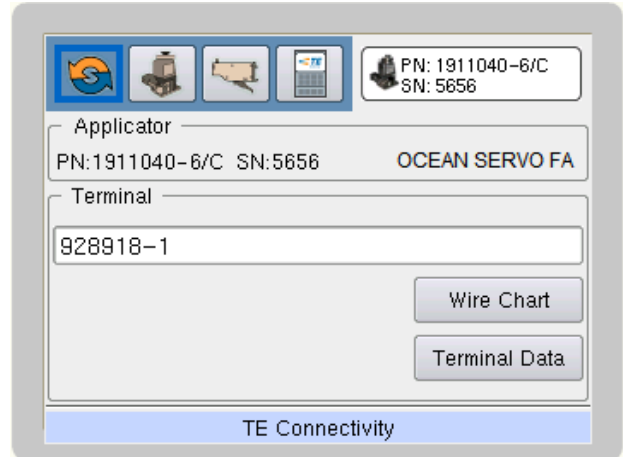 TE
PN: 1911040-6/C
SN: 5656
Applicator
PN:1911040-6/C SN:5656 OCEAN SERVO FA
Terminal
928918-1
Wire Chart
Terminal Data
TE Connectivity